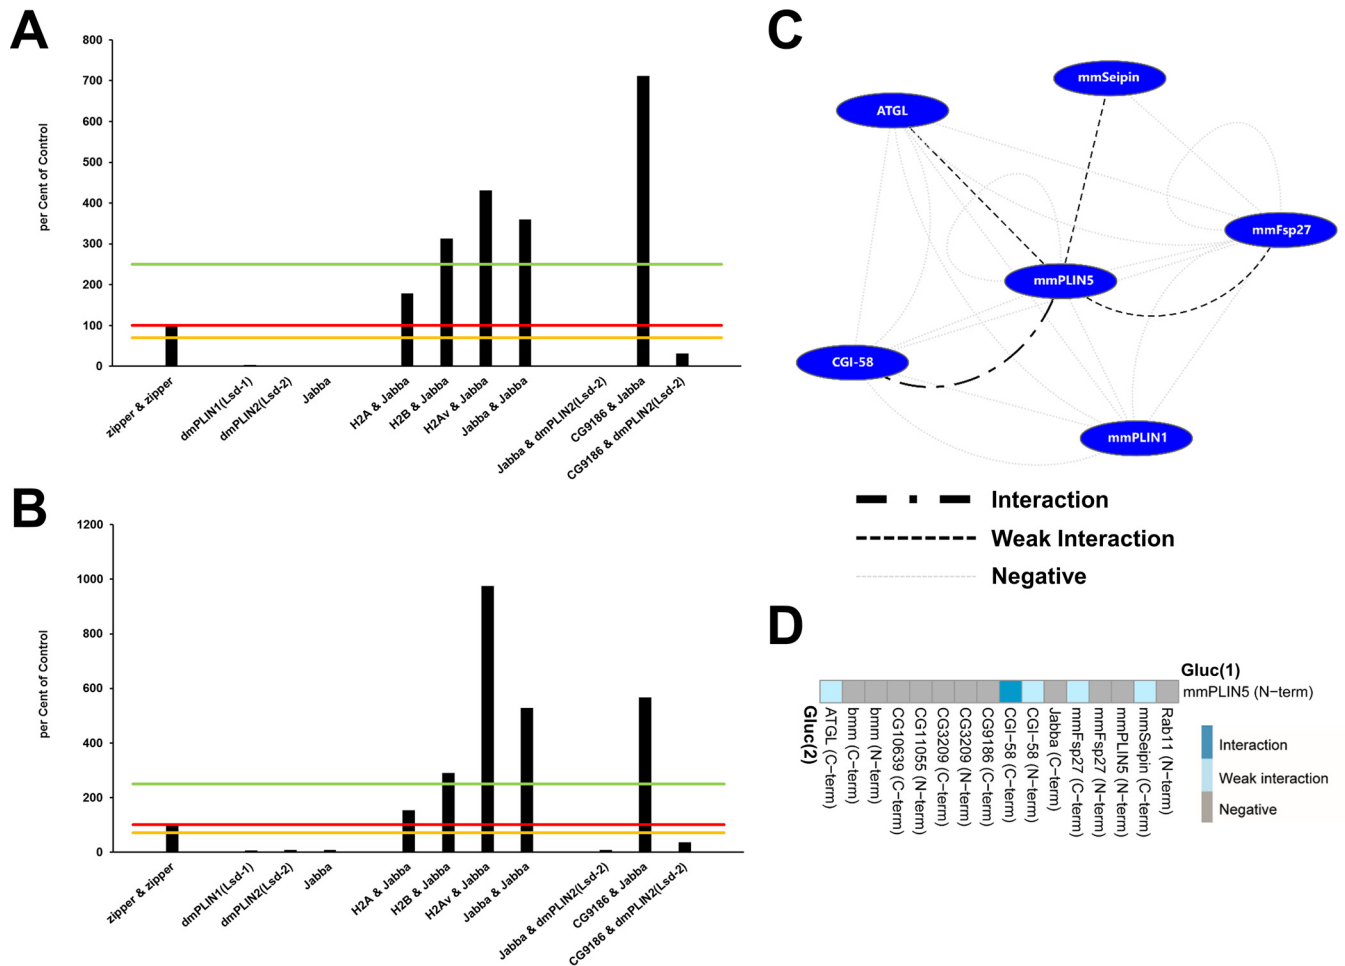 A
800
700
600
500
400
300
200
100
0
per Cent of Control
zipper & zipper
dmPLIN1(Lsd-1)
dmPLIN2(Lsd-2)
Jabba
H2A & Jabba
H2B & Jabba
H2Av & Jabba
Jabba & Jabba
Jabba & dmPLIN2(Lsd-2)
CG9186 & Jabba
CG9186 & dmPLIN2(Lsd-2)
B
1200
1000
800
600
400
200
0
per Cent of Control
zipper & zipper
dmPLIN1(Lsd-1)
dmPLIN2(Lsd-2)
Jabba
H2A & Jabba
H2B & Jabba
H2Av & Jabba
Jabba & Jabba
Jabba & dmPLIN2(Lsd-2)
CG9186 & Jabba
CG9186 & dmPLIN2(Lsd-2)
C
mmSeipin
ATGL
mmFsp27
mmPLIN5
CGI-58
mmPLIN1
Interaction
Weak Interaction
Negative
D
Gluc(1)
mmPLIN5 (N−term)
Gluc(2)
ATGL (C−term)
bmm (C−term)
bmm (N−term)
CG10639 (C−term)
CG11055 (N−term)
CG3209 (C−term)
CG3209 (N−term)
CG9186 (C−term)
CGI−58 (C−term)
CGI−58 (N−term)
Jabba (C−term)
mmFsp27 (C−term)
mmFsp27 (N−term)
mmPLIN5 (N−term)
mmSeipin (C−term)
Rab11 (N−term)
Interaction
Weak interaction
Negative